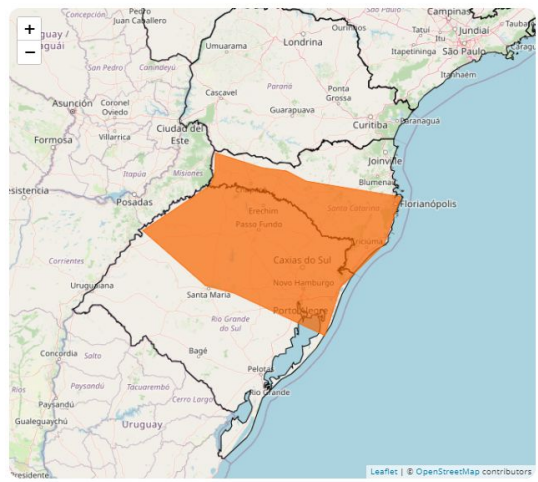 +
−
Concepción
Pedro
Juan Caballero
Londrina
Ourinhos
Campinas
Tatuí
Itu
Jundiaí
Taubaté
Umuarama
Itapetininga
São Paulo
Itanhaém
San Pedro
Canindeyú
Cascavel
Paraná
Ponta
Grossa
Guarapuava
Asunción
Coronel
Oviedo
Villarrica
Ciudad del
Este
Curitiba
Paranaguá
Formosa
Joinville
Itapúa
Misiones
Blumenau
Posadas
Santa Catarina
Florianópolis
Erechim
Passo Fundo
Criciúma
Corrientes
Caxias do Sul
Novo Hamburgo
Uruguaiana
Santa Maria
Porto Alegre
Rio Grande
do Sul
Concordia
Salto
Bagé
Pelotas
Paysandú
Tacuarembó
Cerro Largo
Rio Grande
Paysandú
Gualeguaychú
Uruguay
Leaflet | © OpenStreetMap contributors